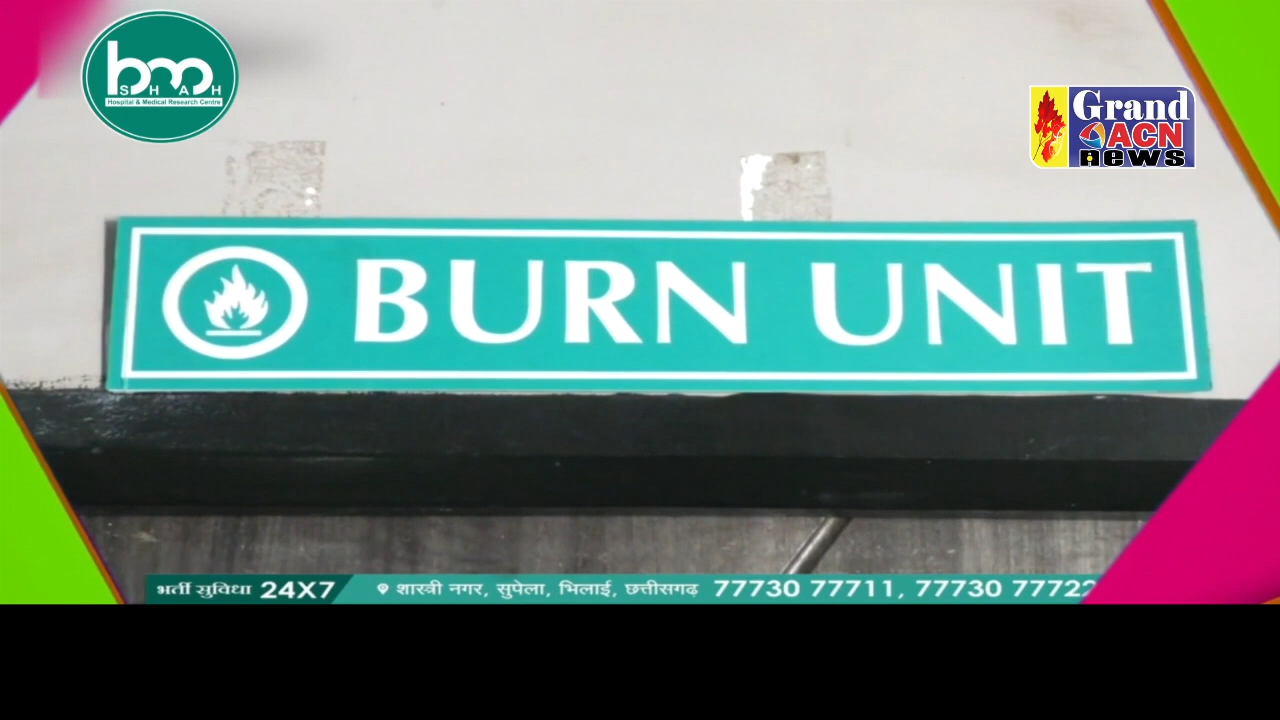 bm
SHAH
Hospital & Medical Research Centre
Grand
ACN
news
BURN UNIT
भर्ती सुविधा 24X7
शास्त्री नगर, सुपेला, भिलाई, छत्तीसगढ़ 77730 77711, 77730 77722